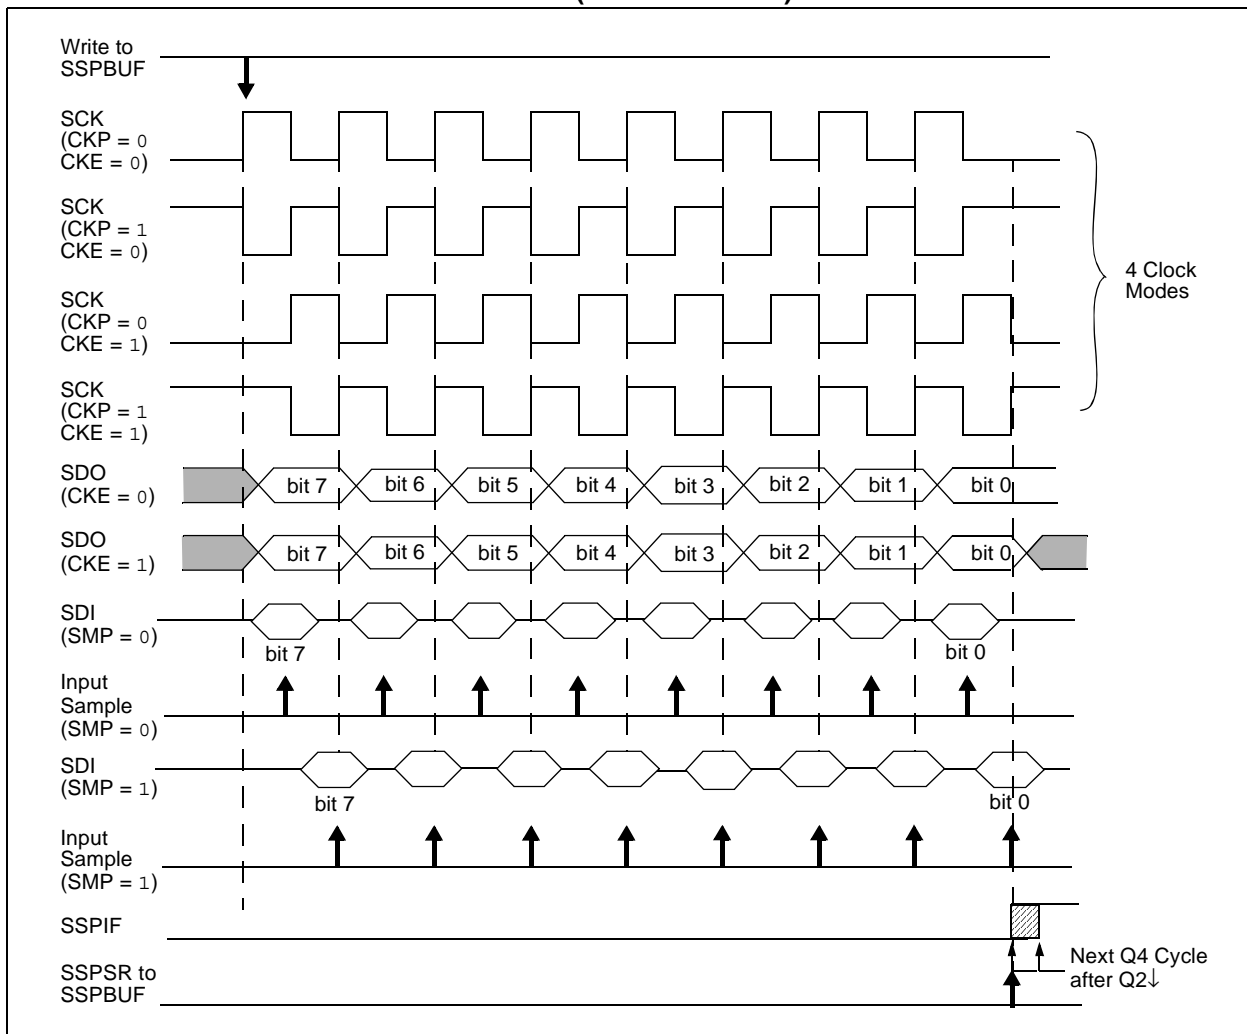 Write to
SSPBUF
SCK
(CKP = 0
CKE = 0)
SCK
(CKP = 1
CKE = 0)
SCK
(CKP = 0
CKE = 1)
SCK
(CKP = 1
CKE = 1)
4 Clock
Modes
SDO
(CKE = 0)
bit 7 bit 6 bit 5 bit 4 bit 3 bit 2 bit 1 bit 0
SDO
(CKE = 1)
bit 7 bit 6 bit 5 bit 4 bit 3 bit 2 bit 1 bit 0
SDI
(SMP = 0)
bit 7 bit 0
Input
Sample
(SMP = 0)
SDI
(SMP = 1)
bit 7 bit 0
Input
Sample
(SMP = 1)
SSPIF
Next Q4 Cycle
after Q2↓
SSPSR to
SSPBUF